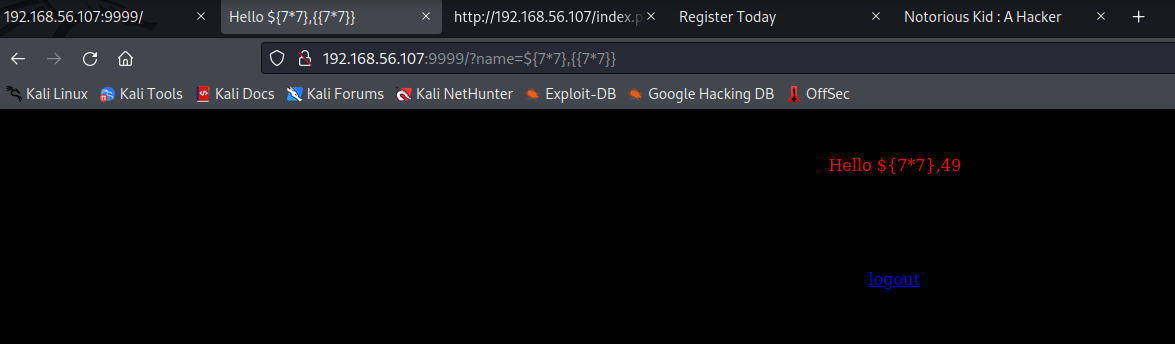 192.168.56.107:9999/
Hello ${7*7},{{7*7}}
http://192.168.56.107/index.p
Register Today
Notorious Kid : A Hacker
192.168.56.107:9999/?name=${7*7},{{7*7}}
Kali Linux
Kali Tools
Kali Docs
Kali Forums
Kali NetHunter
Exploit-DB
Google Hacking DB
OffSec
Hello ${7*7},49
logout